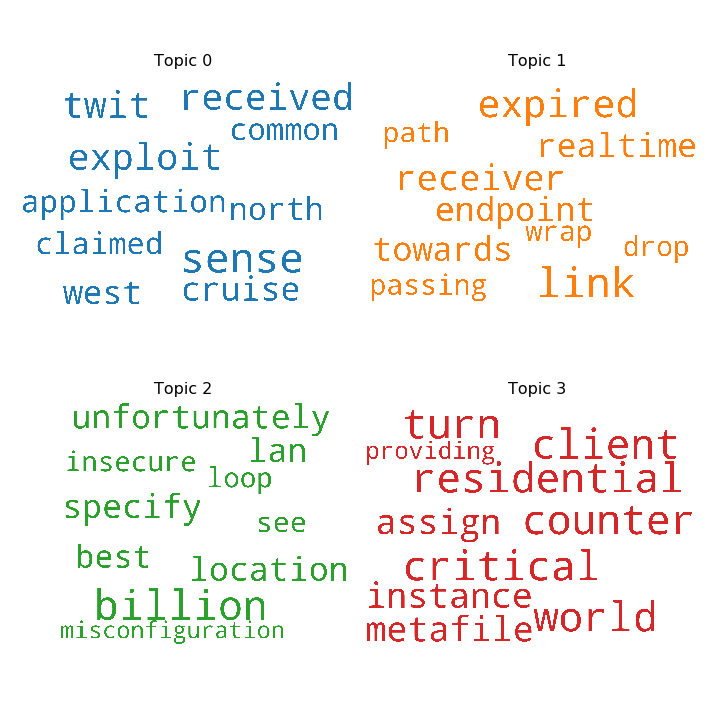 Topic 0
twit
received
common
exploit
application
north
claimed
sense
west
cruise
Topic 1
expired
path
realtime
receiver
endpoint
wrap
towards
drop
passing
link
Topic 2
unfortunately
lan
insecure
loop
specify
see
best
location
billion
misconfiguration
Topic 3
turn
client
providing
residential
assign
counter
critical
instance
world
metafile